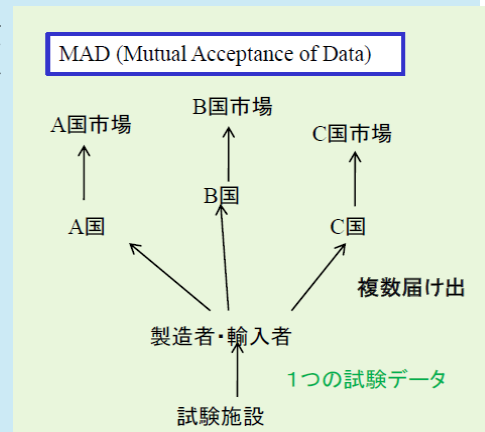 MAD (Mutual Acceptance of Data)
B国市場
A国市場
C国市場
B国
A国
C国
複数届け出
製造者・輸入者
1つの試験データ
試験施設